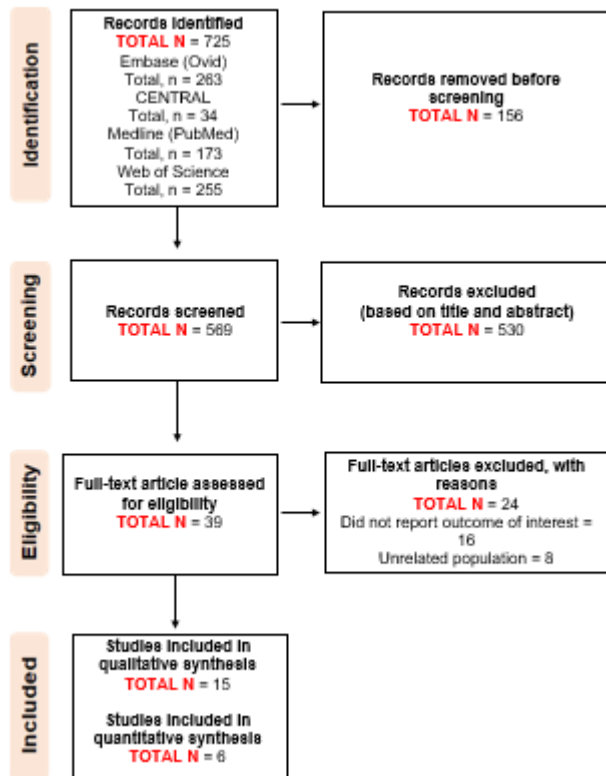 Identification
Records identified
TOTAL N = 725
Embase (Ovid)
Total, n = 263
CENTRAL
Total, n = 34
Medline (PubMed)
Total, n = 173
Web of Science
Total, n = 255
Records removed before
screening
TOTAL N = 156
Screening
Records screened
TOTAL N = 569
Records excluded
(based on title and abstract)
TOTAL N = 530
Eligibility
Full-text article assessed
for eligibility
TOTAL N = 39
Full-text articles excluded, with
reasons
TOTAL N = 24
Did not report outcome of interest =
16
Unrelated population = 8
Included
Studies included in
qualitative synthesis
TOTAL N = 15
Studies included in
quantitative synthesis
TOTAL N = 6